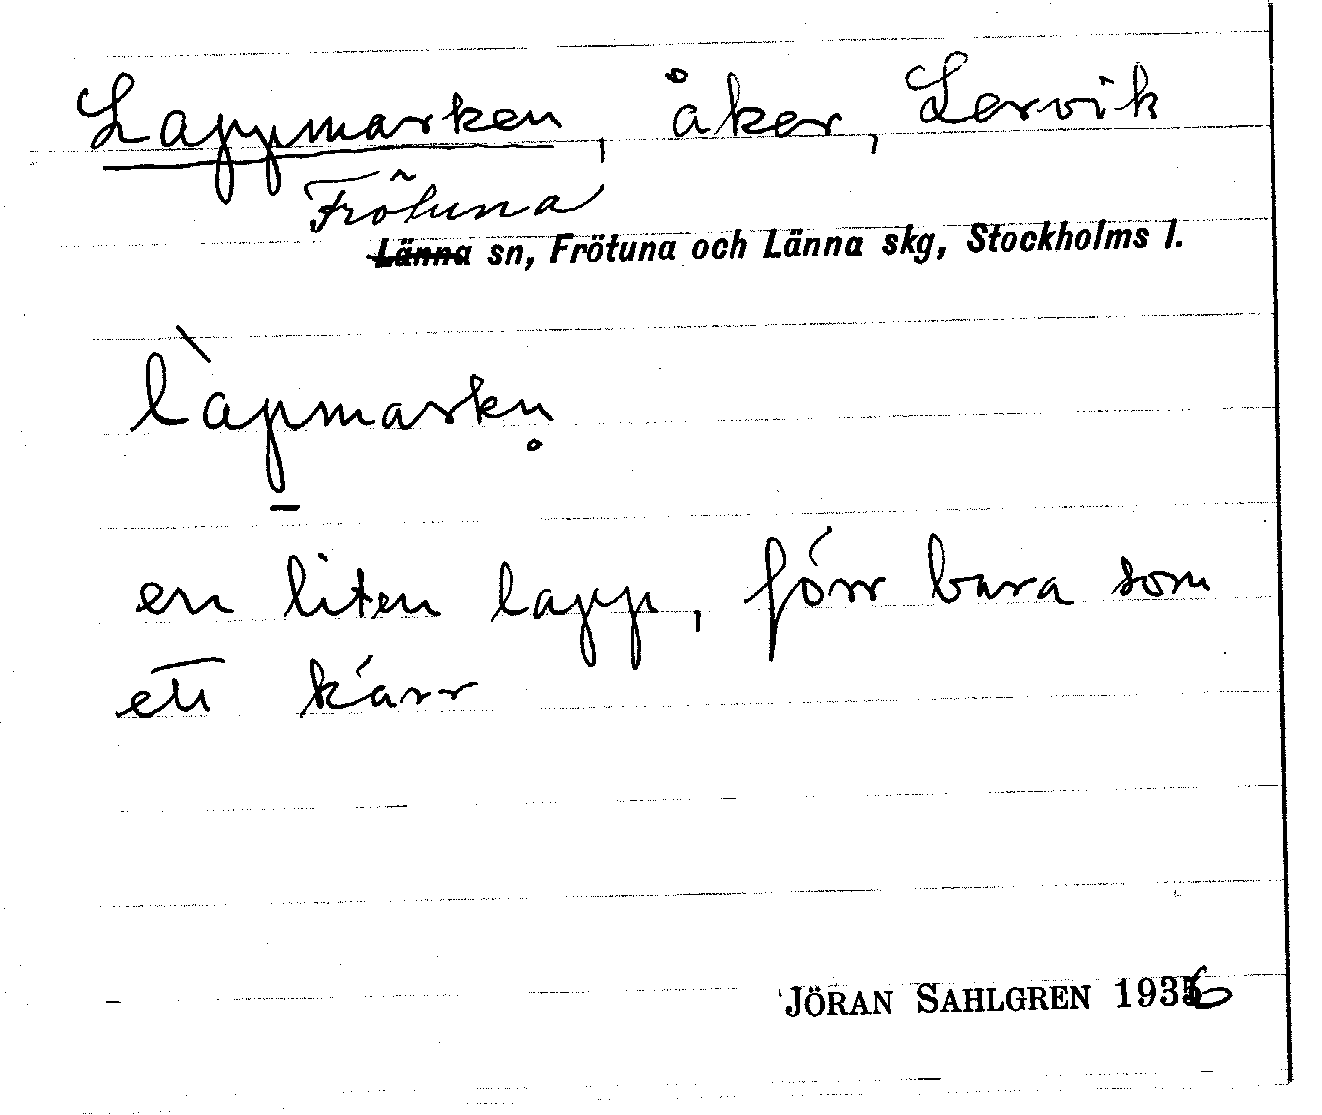 Lappmarken, åker, Lervik
Frötuna
Länna sn, Frötuna och Länna skg, Stockholms l.
làpmarkn̥
en liten lapp, förr bara som
ett kärr
JÖRAN SAHLGREN 1936